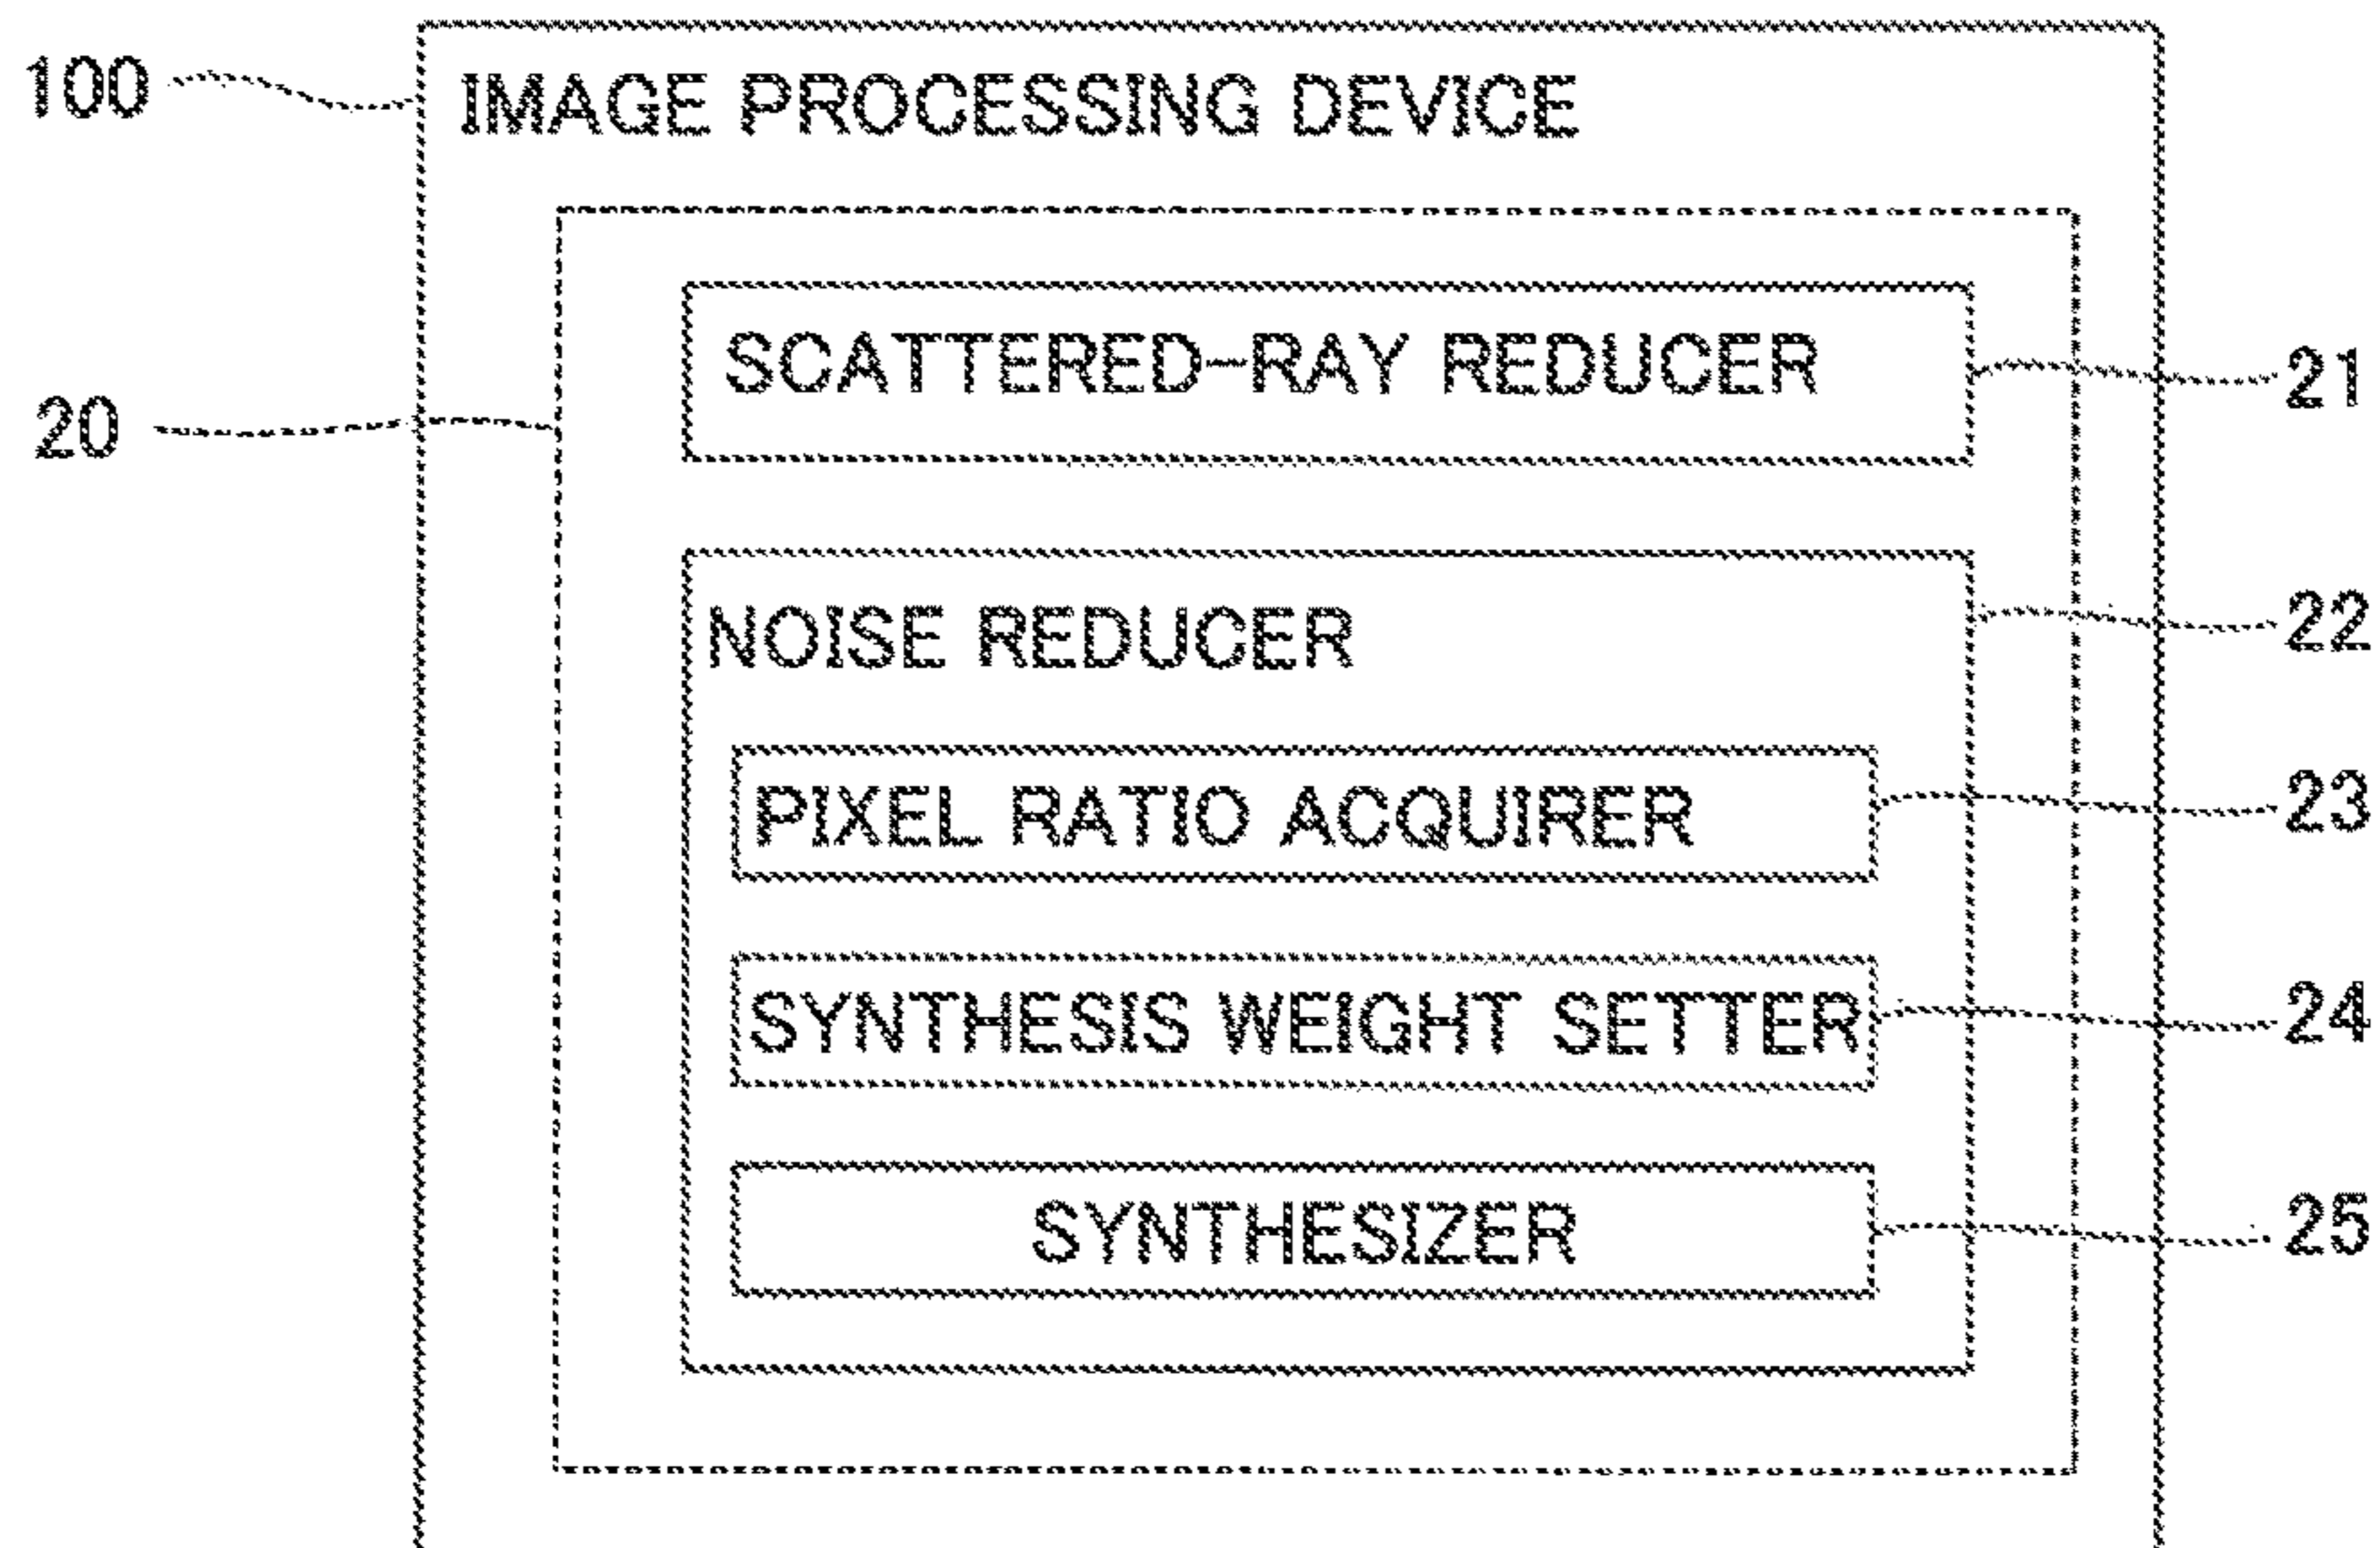 100 IMAGE PROCESSING DEVICE
SCATTERED-RAY REDUCER 21
20
NOISE REDUCER 22
PIXEL RATIO ACQUIRER 23
SYNTHESIS WEIGHT SETTER 24
SYNTHESIZER 25